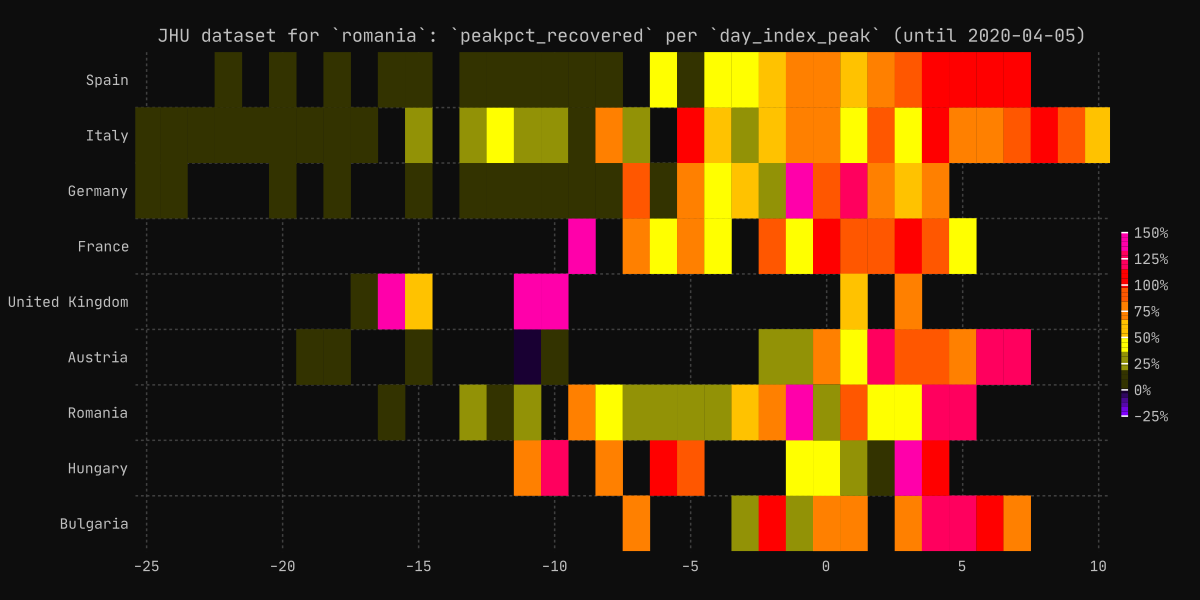 JHU dataset for `romania`: `peakpct_recovered` per `day_index_peak` (until 2020-04-05)
Spain
Italy
Germany
France
United Kingdom
Austria
Romania
Hungary
Bulgaria
150%
125%
100%
75%
50%
25%
0%
-25%
-25 -20 -15 -10 -5 0 5 10